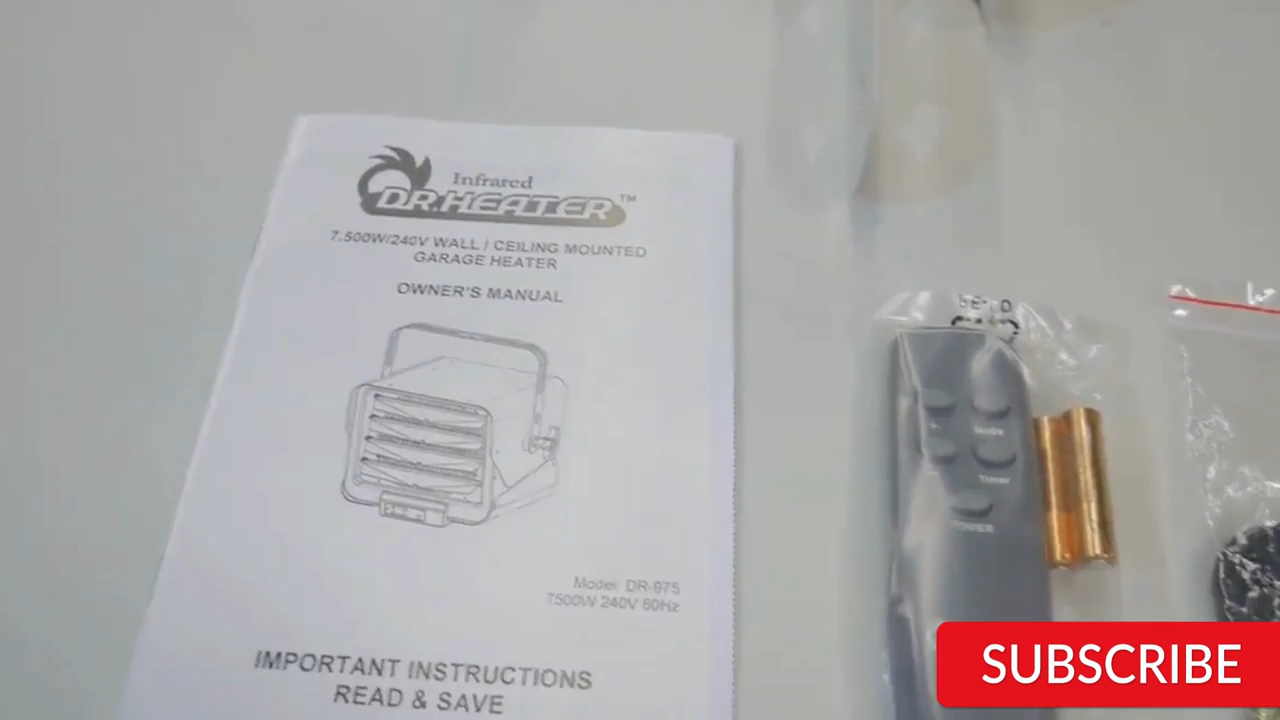 Infrared
DR.HEATER™
7.500W/240V WALL / CEILING MOUNTED
GARAGE HEATER
OWNER'S MANUAL
Model: DR-975
7500W 240V 60Hz
IMPORTANT INSTRUCTIONS
READ & SAVE
Mode
Timer
POWER
SUBSCRIBE